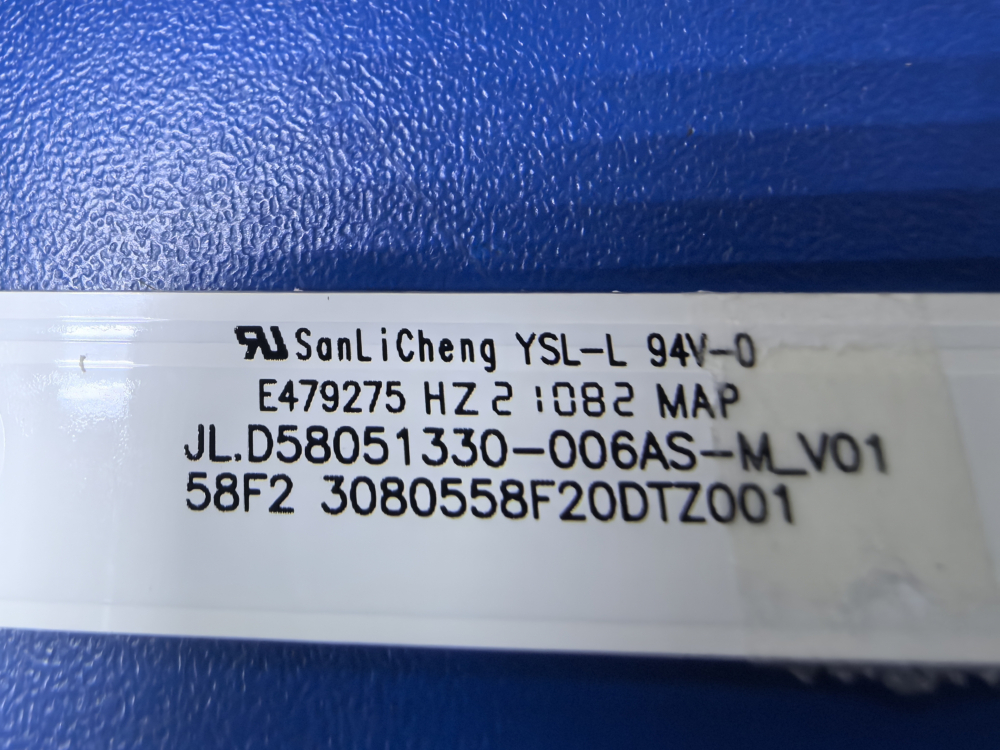 SanLiCheng YSL-L 94V-0
E479275 HZ 21082 MAP
JL.D58051330-006AS-M_V01
58F2 3080558F20DTZ001